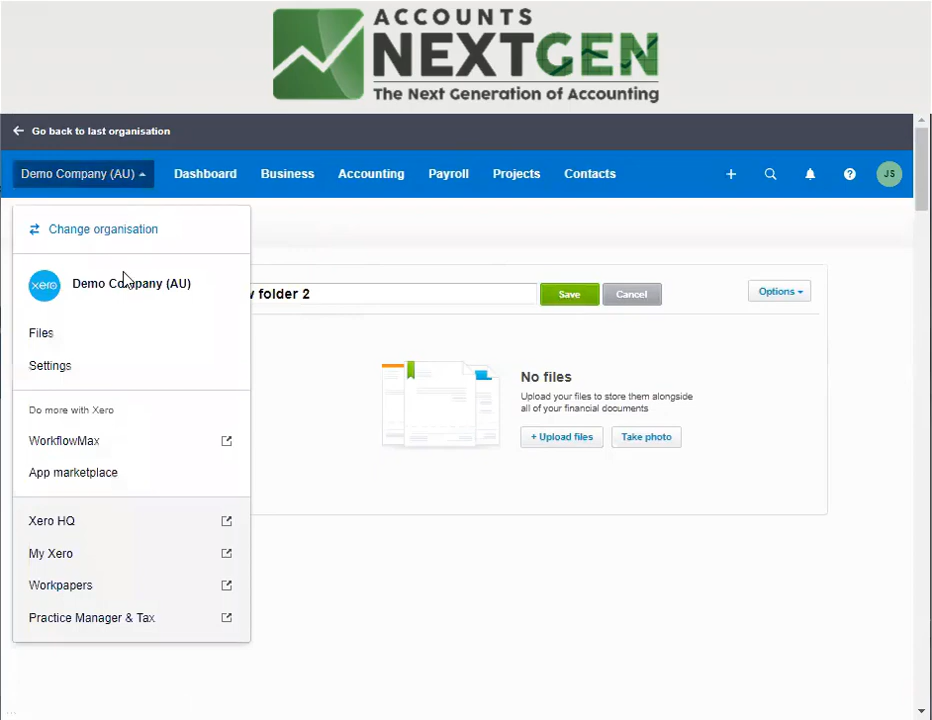 ACCOUNTS
NEXTGEN
The Next Generation of Accounting
Go back to last organisation
Demo Company (AU) Dashboard Business Accounting Payroll Projects Contacts JS
Change organisation
xero Demo Company (AU)
folder 2 Save Cancel Options
Files
Settings
No files
Upload your files to store them alongside
all of your financial documents
+ Upload files Take photo
Do more with Xero
WorkflowMax
App marketplace
Xero HQ
My Xero
Workpapers
Practice Manager & Tax